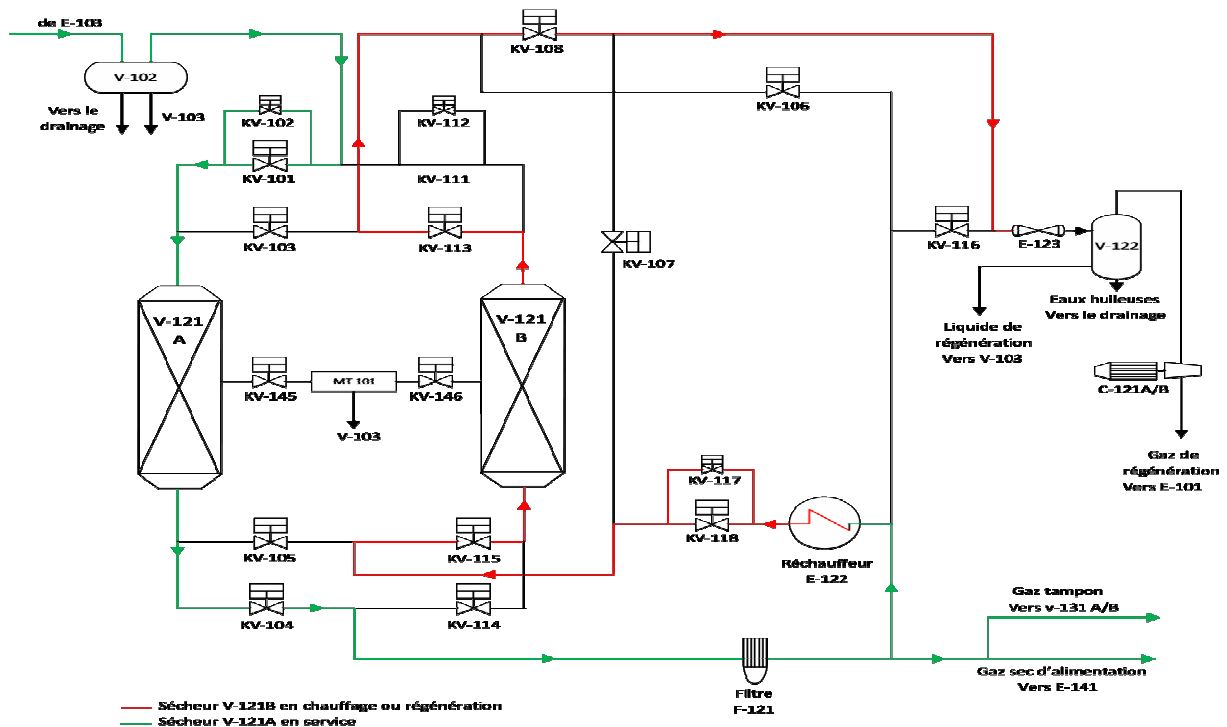 de E-103
V-102
Vers le
drainage
V-103
KV-102
KV-101
KV-103
KV-112
KV-111
KV-113
KV-108
KV-106
KV-107
KV-116
E-123
V-122
Eaux huileuses
Vers le drainage
Liquide de
régénération
Vers V-103
C-121A/B
Gaz de
régénération
Vers E-101
V-121
A
V-121
B
KV-145
MT 101
KV-146
V-103
KV-117
KV-118
Réchauffeur
E-122
KV-105
KV-115
KV-104
KV-114
Filtre
F-121
Gaz tampon
Vers v-131 A/B
Gaz sec d'alimentation
Vers E-141
Sécheur V-121B en chauffage ou régénération
Sécheur V-121A en service